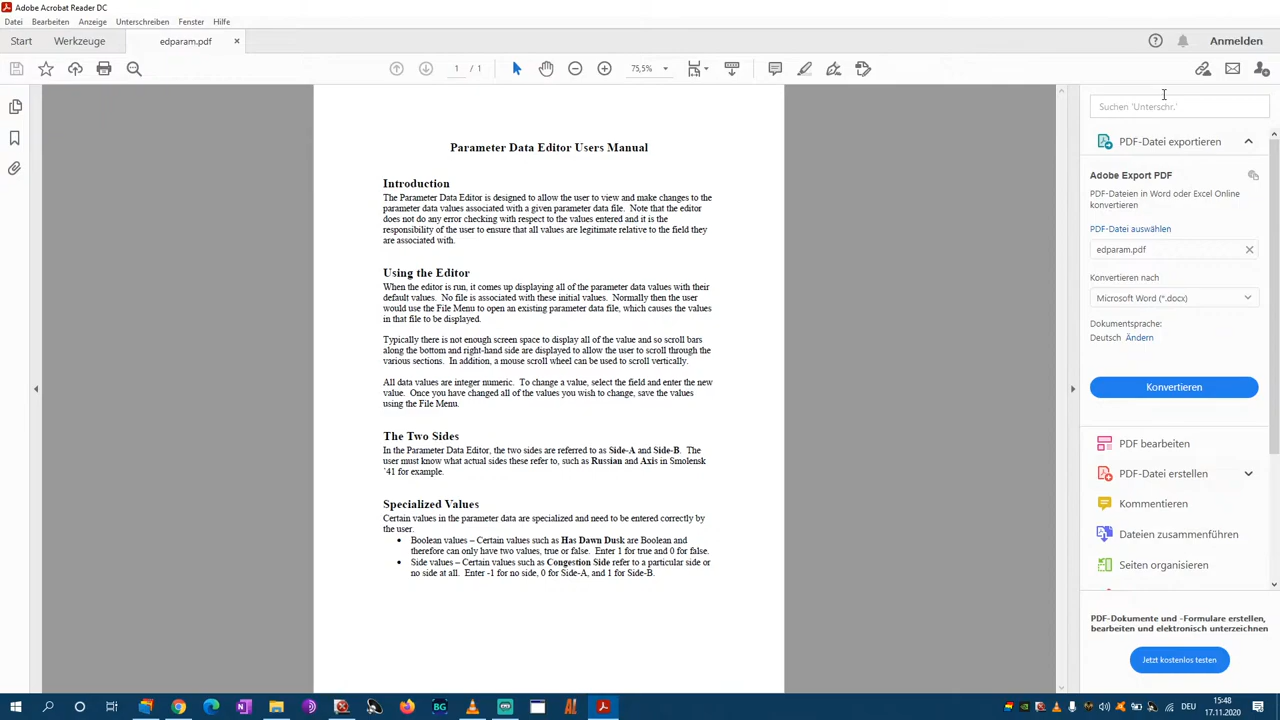 Adobe Acrobat Reader DC
Datei Bearbeiten Anzeige Unterschreiben Fenster Hilfe
Start Werkzeuge edparam.pdf × Anmelden
1 / 1 75,5%
Parameter Data Editor Users Manual
Introduction
The Parameter Data Editor is designed to allow the user to view and make changes to the
parameter data values associated with a given parameter data file. Note that the editor
does not do any error checking with respect to the values entered and it is the
responsibility of the user to ensure that all values are legitimate relative to the field they
are associated with.
Using the Editor
When the editor is run, it comes up displaying all of the parameter data values with their
default values. No file is associated with these initial values. Normally then the user
would use the File Menu to open an existing parameter data file, which causes the values
in that file to be displayed.
Typically there is not enough screen space to display all of the value and so scroll bars
along the bottom and right-hand side are displayed to allow the user to scroll through the
various sections. In addition, a mouse scroll wheel can be used to scroll vertically.
All data values are integer numeric. To change a value, select the field and enter the new
value. Once you have changed all of the values you wish to change, save the values
using the File Menu.
The Two Sides
In the Parameter Data Editor, the two sides are referred to as Side-A and Side-B. The
user must know what actual sides these refer to, such as Russian and Axis in Smolensk
`41 for example.
Specialized Values
Certain values in the parameter data are specialized and need to be entered correctly by
the user.
• Boolean values – Certain values such as Has Dawn Dusk are Boolean and
therefore can only have two values, true or false. Enter 1 for true and 0 for false.
• Side values – Certain values such as Congestion Side refer to a particular side or
no side at all. Enter -1 for no side, 0 for Side-A, and 1 for Side-B.
Suchen 'Unterschr.'
PDF-Datei exportieren
Adobe Export PDF
PDF-Dateien in Word oder Excel Online
konvertieren
PDF-Datei auswählen
edparam.pdf
Konvertieren nach
Microsoft Word (*.docx)
Dokumentsprache:
Deutsch Ändern
Konvertieren
PDF bearbeiten
PDF-Datei erstellen
Kommentieren
Dateien zusammenführen
Seiten organisieren
PDF-Dokumente und -Formulare erstellen,
bearbeiten und elektronisch unterzeichnen
Jetzt kostenlos testen
BG
DEU
15:48
17.11.2020